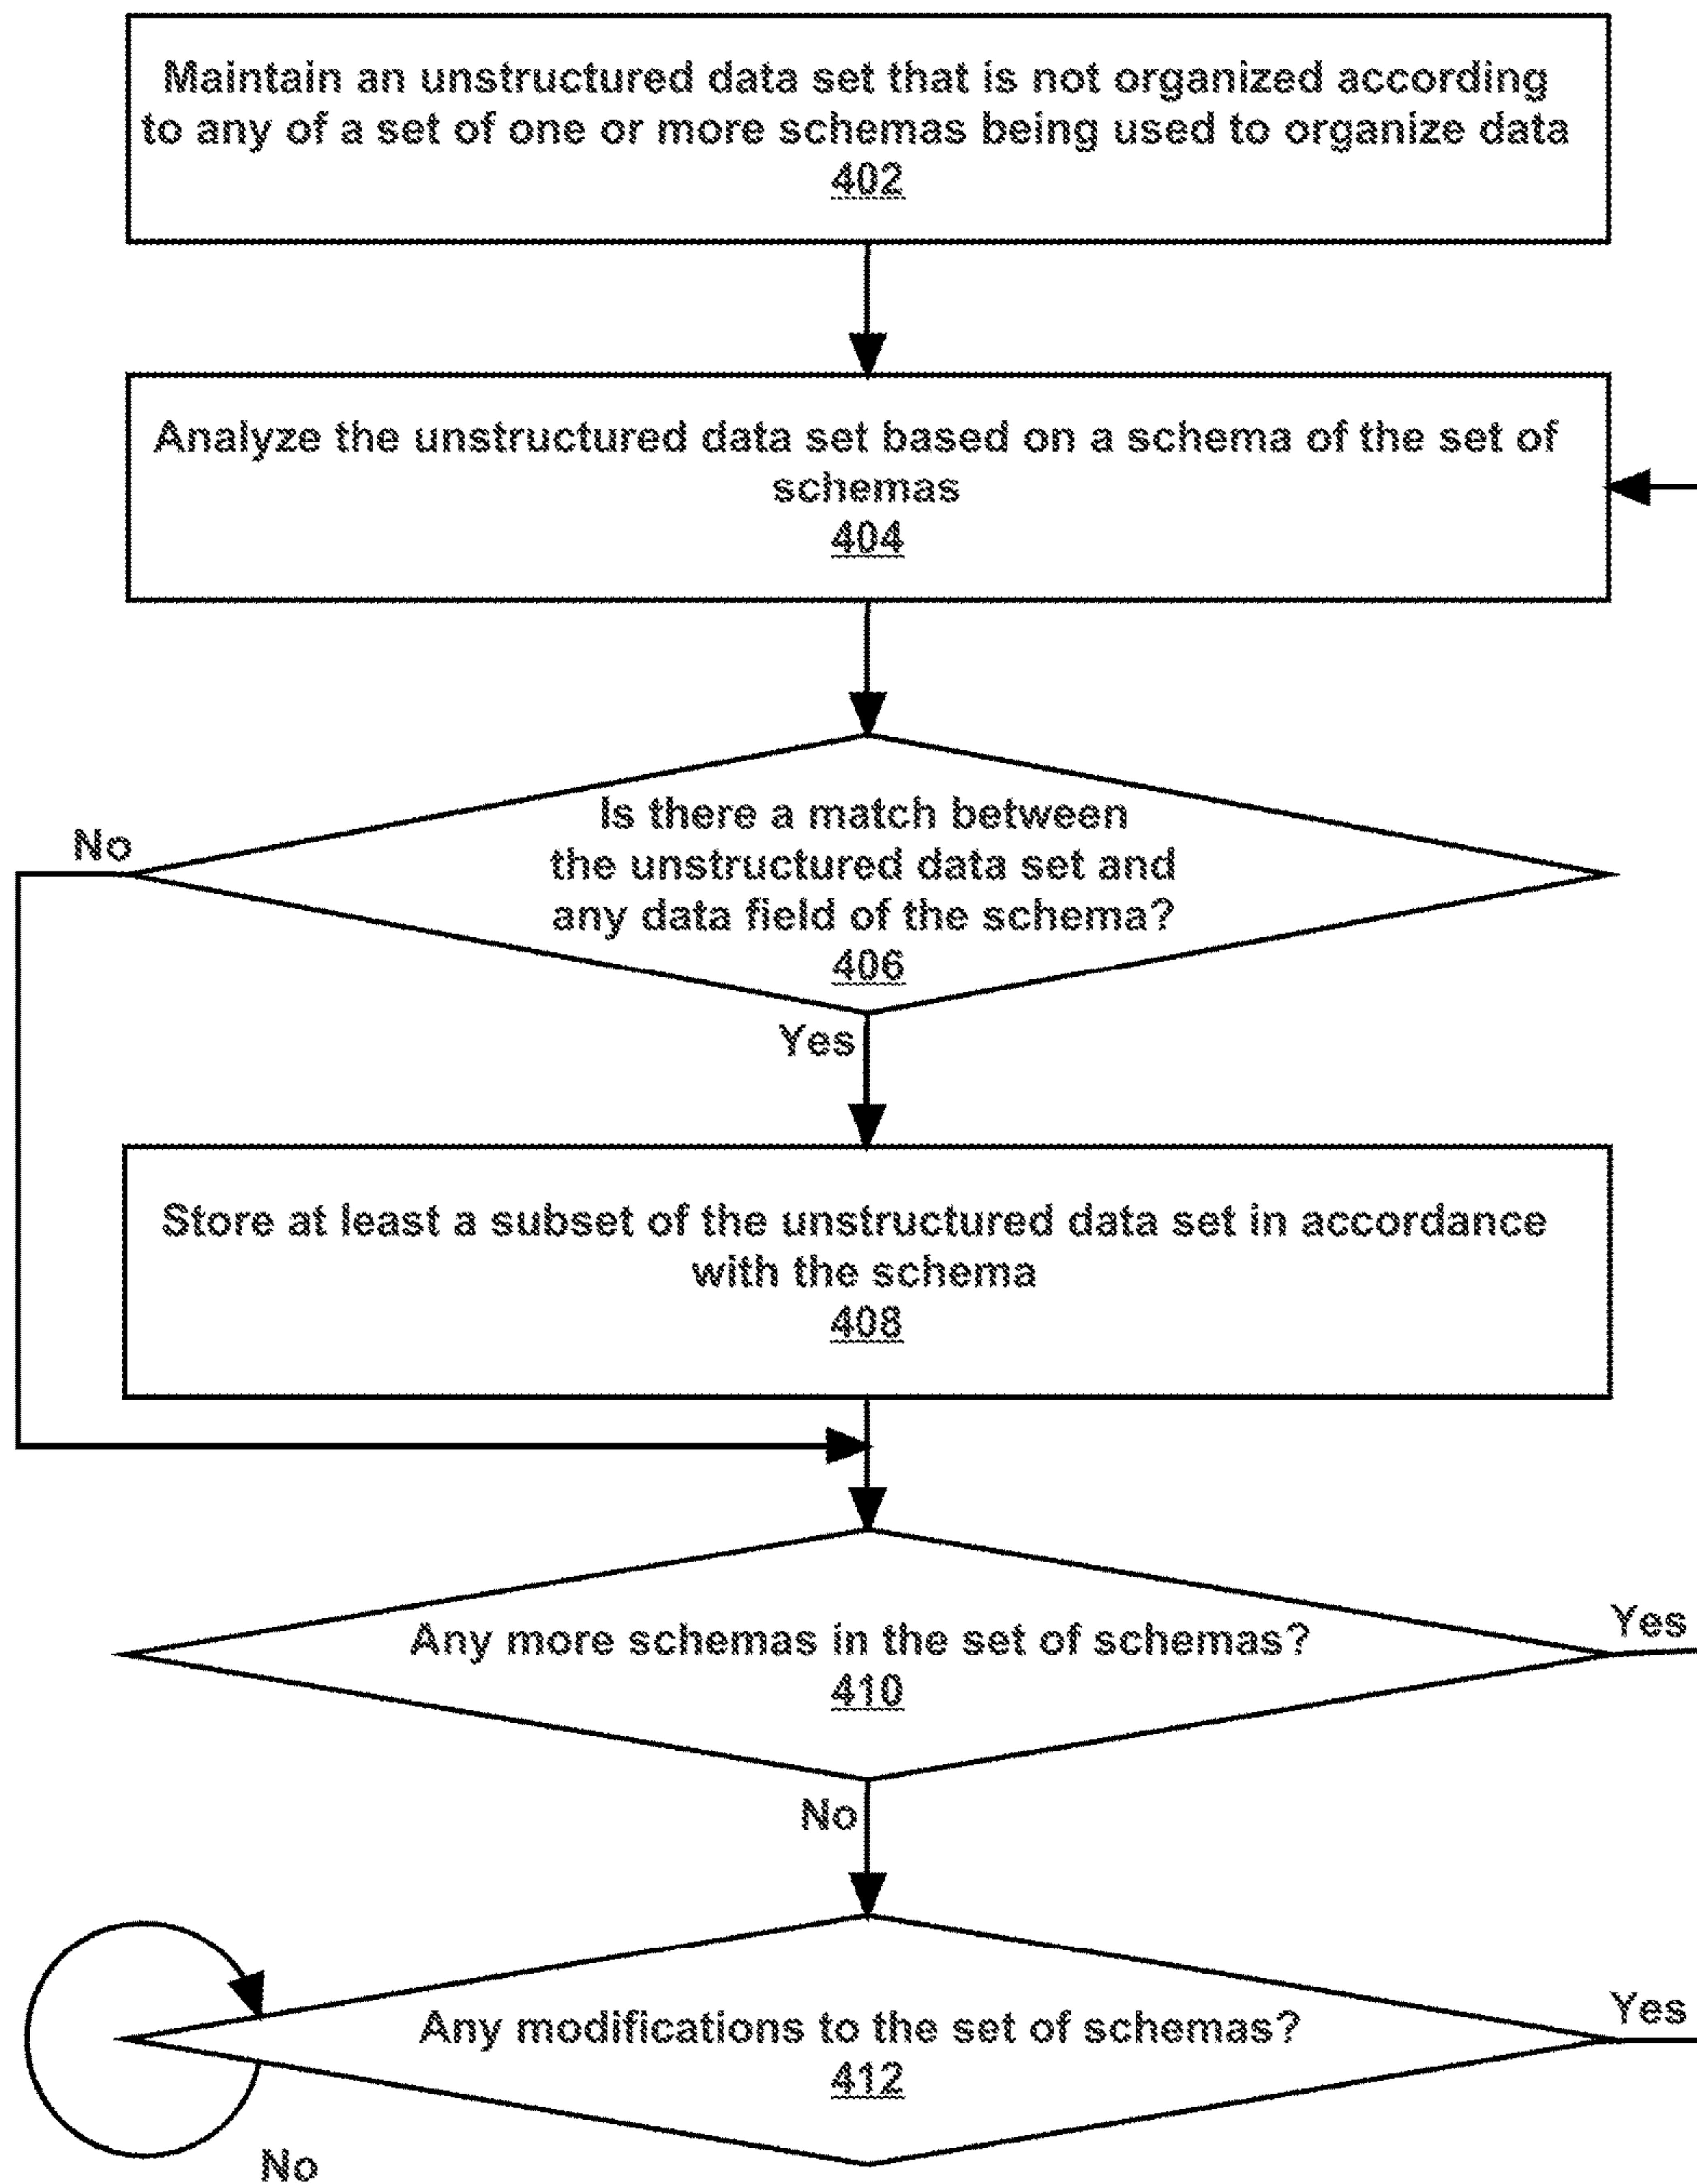 Maintain an unstructured data set that is not organized according
to any of a set of one or more schemas being used to organize data
402
Analyze the unstructured data set based on a schema of the set of
schemas
404
No
Is there a match between
the unstructured data set and
any data field of the schema?
406
Yes
Store at least a subset of the unstructured data set in accordance
with the schema
408
Any more schemas in the set of schemas?
410
Yes
No
Any modifications to the set of schemas?
412
Yes
No